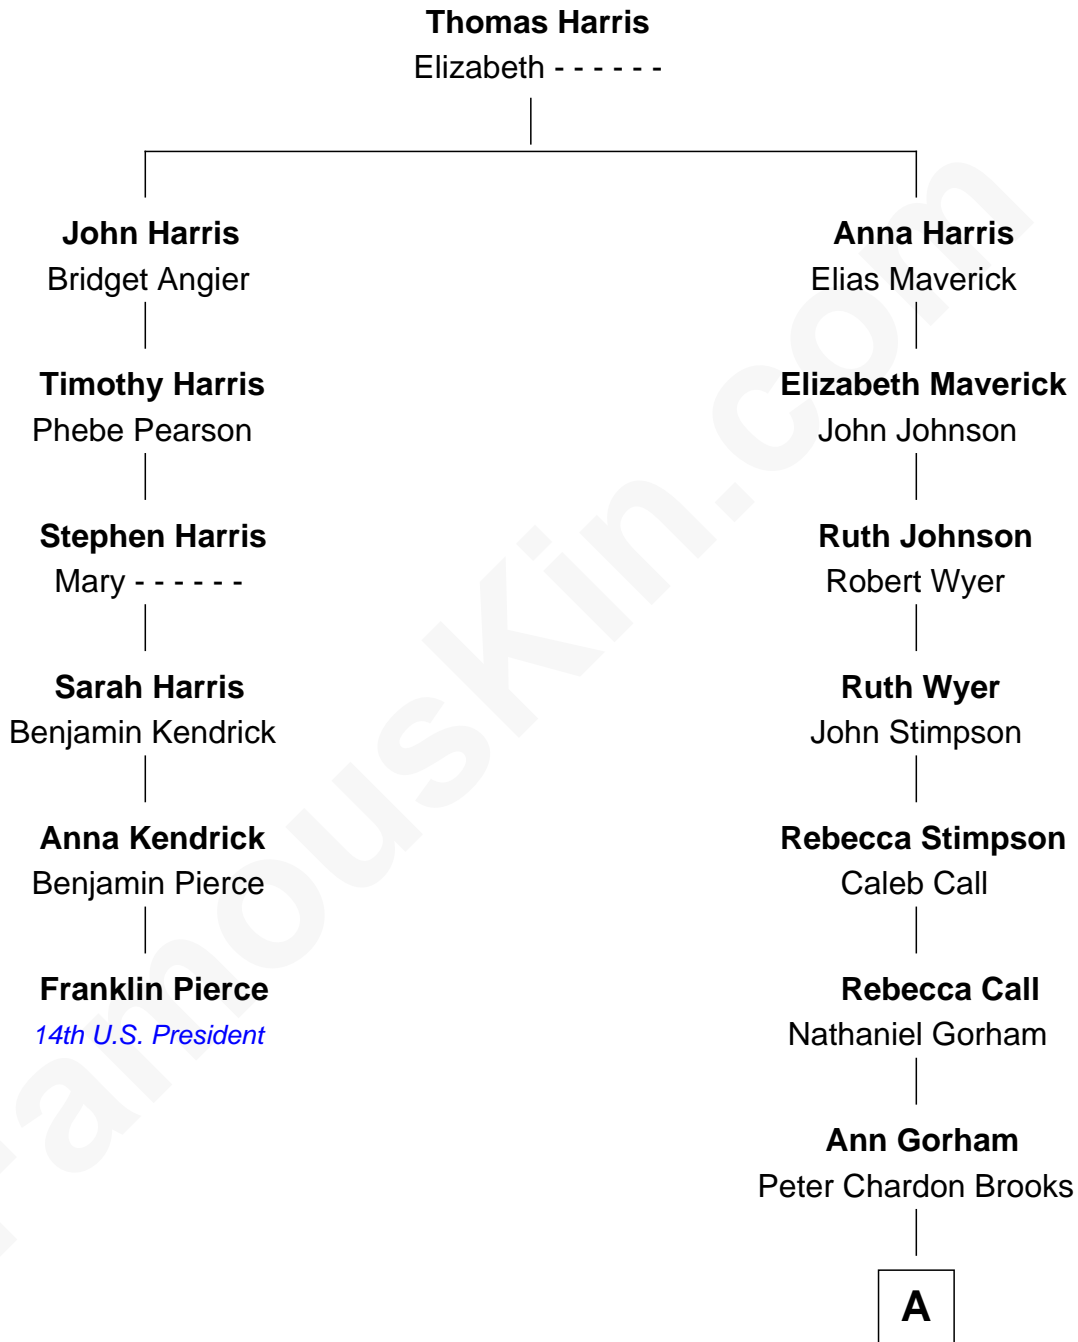 Thomas Harris
Elizabeth - - - - - -
John Harris
Bridget Angier
Anna Harris
Elias Maverick
Timothy Harris
Phebe Pearson
Elizabeth Maverick
John Johnson
Stephen Harris
Mary - - - - - -
Ruth Johnson
Robert Wyer
Sarah Harris
Benjamin Kendrick
Ruth Wyer
John Stimpson
Anna Kendrick
Benjamin Pierce
Rebecca Stimpson
Caleb Call
Franklin Pierce
14th U.S. President
Rebecca Call
Nathaniel Gorham
Ann Gorham
Peter Chardon Brooks
A
FamousKin.com